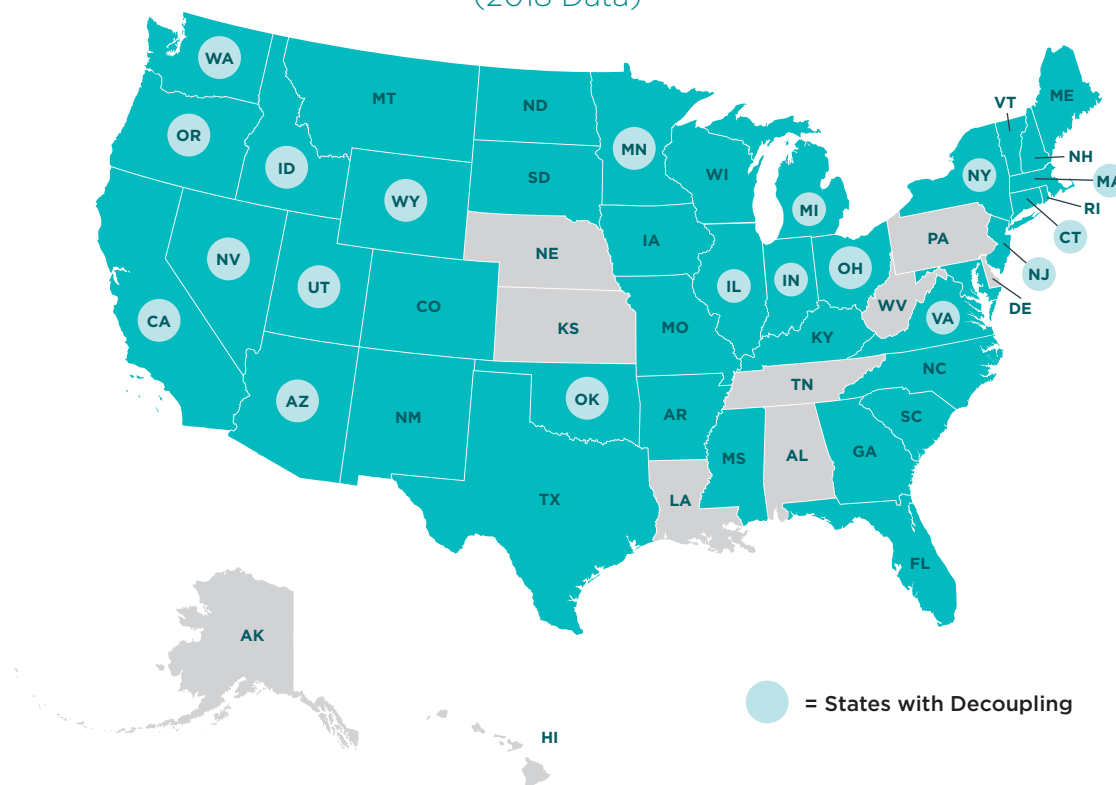 (2018 Data)
WA
MT
ND
VT
ME
OR
MN
ID
SD
WI
NH
NY
MA
WY
MI
RI
IA
PA
CT
NE
NV
OH
NJ
UT
IL
IN
CO
WV
DE
CA
KS
MO
VA
KY
NC
TN
AZ
OK
NM
AR
SC
MS
AL
GA
TX
LA
FL
AK
= States with Decoupling
HI